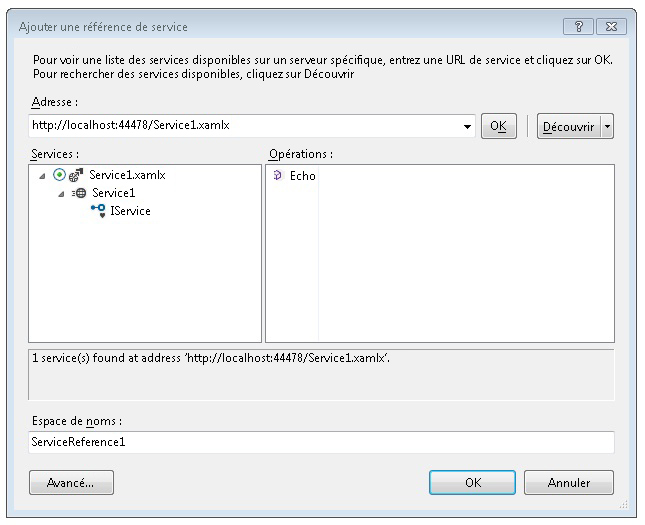 Ajouter une référence de service
?
Pour voir une liste des services disponibles sur un serveur spécifique, entrez une URL de service et cliquez sur OK.
Pour rechercher des services disponibles, cliquez sur Découvrir
Adresse :
http://localhost:44478/Service1.xamlx
OK
Découvrir
Services :
Opérations :
Service1.xamlx
Echo
Service1
IService
1 service(s) found at address 'http://localhost:44478/Service1.xamlx'.
Espace de noms :
ServiceReference1
Avancé...
OK
Annuler